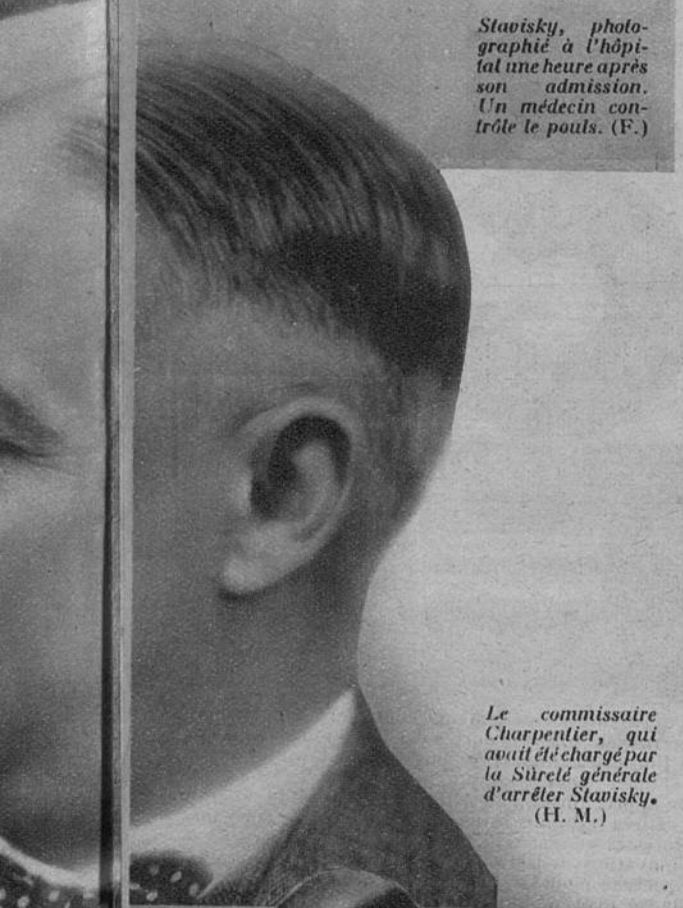 Stavisky, photo-
graphié à l'hôpi-
tal une heure après
son admission.
Un médecin con-
trôle le pouls. (F.)
Le commissaire
Charpentier, qui
avait été chargé par
la Sûreté générale
d'arrêter Stavisky.
(H. M.)